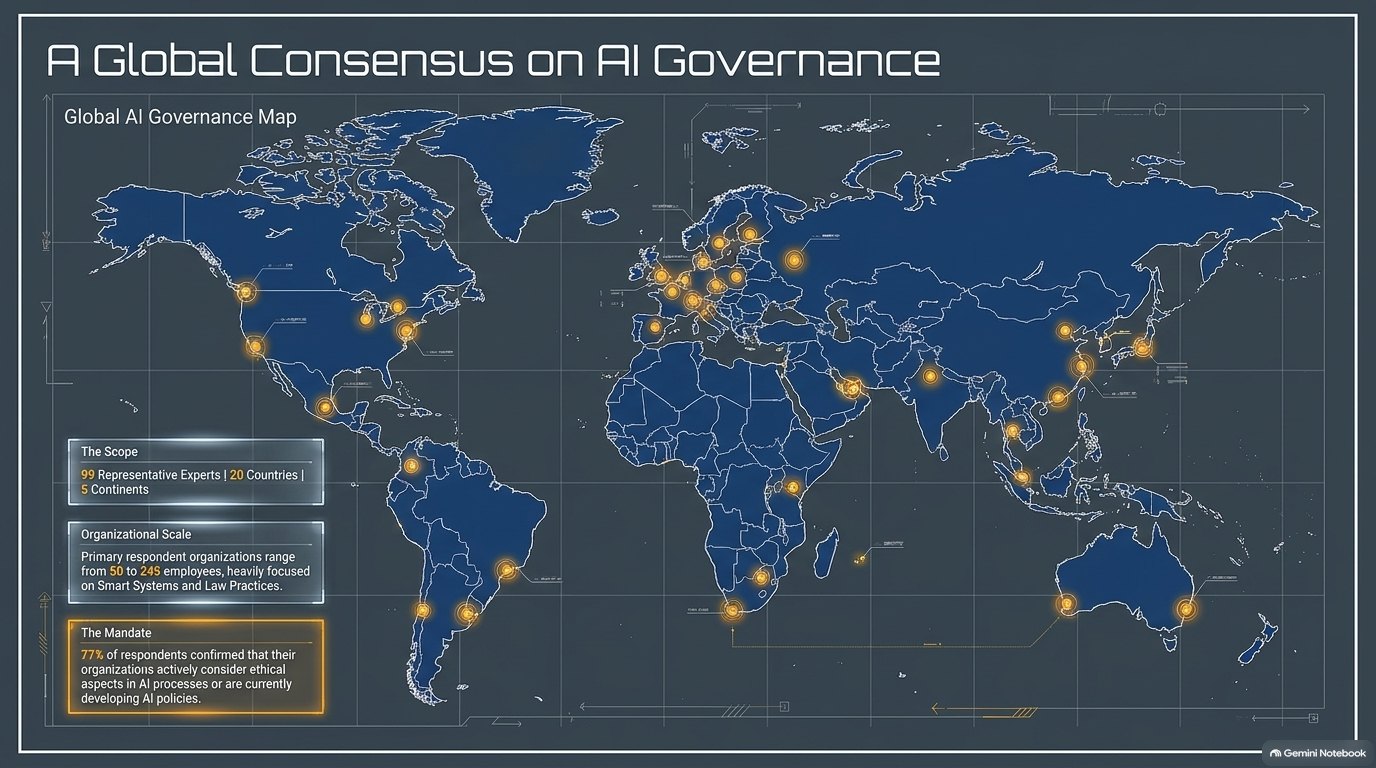 A Global Consensus on AI Governance
Global AI Governance Map
The Scope
99 Representative Experts | 20 Countries |
5 Continents
Organizational Scale
Primary respondent organizations range
from 50 to 24S employees, heavily focused
on Smart Systems and Law Practices.
The Mandate
77% of respondents confirmed that their
organizations actively consider ethical
aspects in AI processes or are currently
developing AI policies.
Gemini Notebook